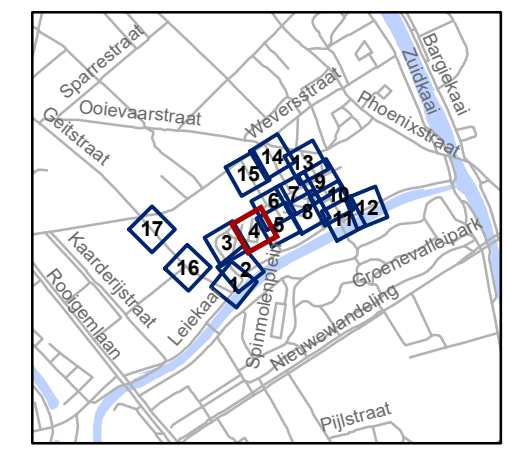 Sparrestraat
Ooievaarstraat
Geitstraat
Weversstraat
Phoenixstraat
Zuidkaai
Bargiekaai
14
13
15
9
7
10
6
8
12
11
5
4
3
17
16
2
1
Kaarderijstraat
Rooigemlaan
Leiekaai
Spinmolenplein
Groenevalleipark
Nieuwewandeling
Pijlstraat